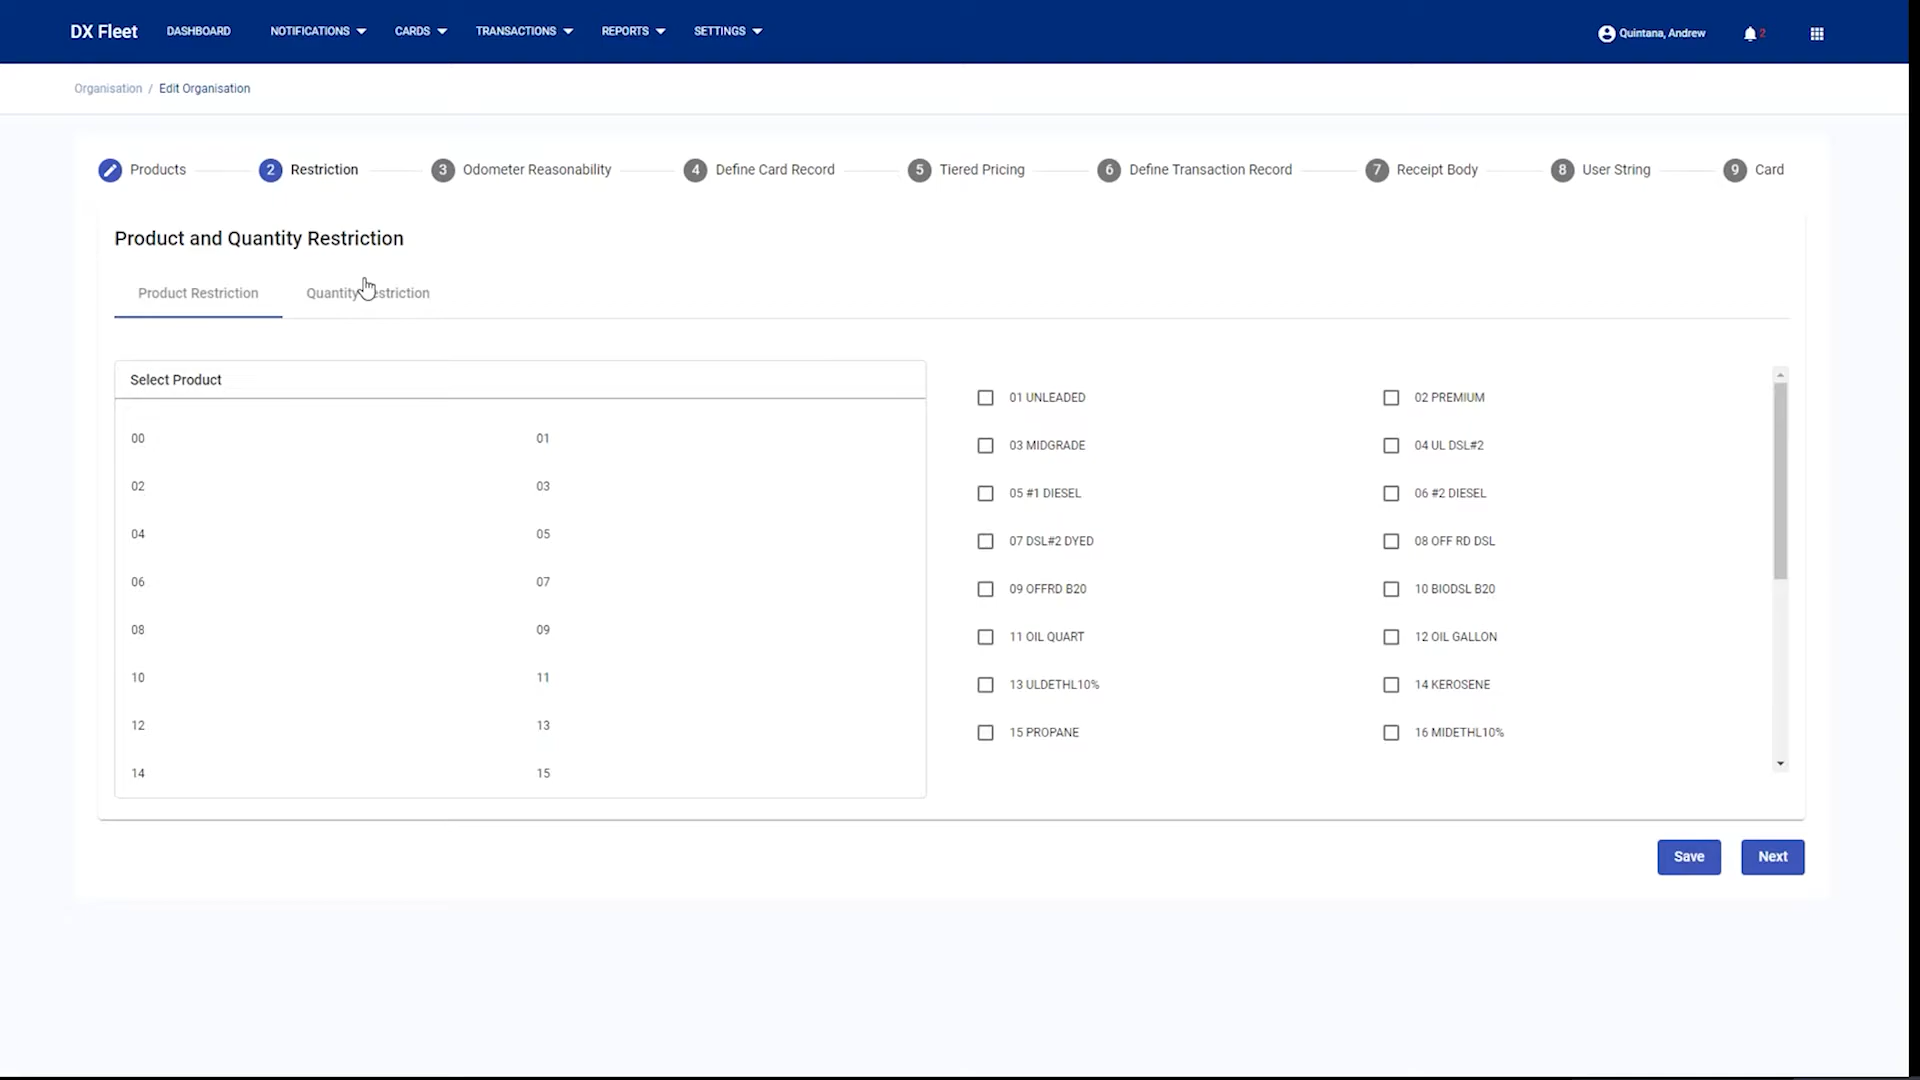 DX Fleet DASHBOARD NOTIFICATIONS CARDS TRANSACTIONS REPORTS SETTINGS Quintana, Andrew 2
Organisation / Edit Organisation
Products 2 Restriction 3 Odometer Reasonability 4 Define Card Record 5 Tiered Pricing 6 Define Transaction Record 7 Receipt Body 8 User String 9 Card
Product and Quantity Restriction
Product Restriction Quantity Restriction
Select Product
00 01
02 03
04 05
06 07
08 09
10 11
12 13
14 15
01 UNLEADED 02 PREMIUM
03 MIDGRADE 04 UL DSL#2
05 #1 DIESEL 06 #2 DIESEL
07 DSL#2 DYED 08 OFF RD DSL
09 OFFRD B20 10 BIODSL B20
11 OIL QUART 12 OIL GALLON
13 ULDETHL10% 14 KEROSENE
15 PROPANE 16 MIDETHL10%
Save Next